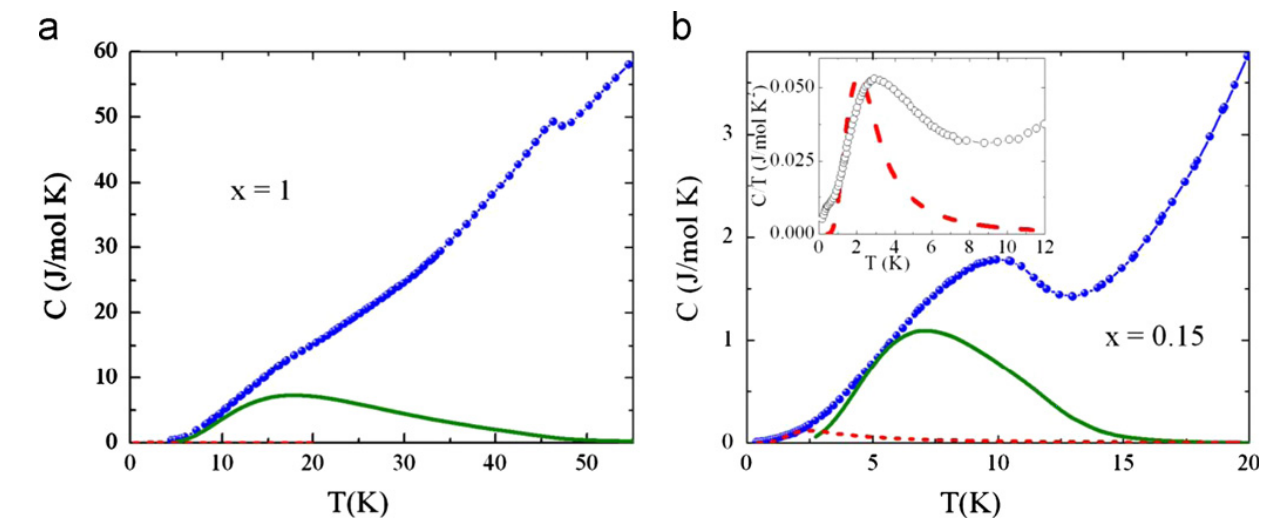 a
60
50
40
30
20
10
0
C (J/mol K)
x = 1
0 10 20 30 40 50
T(K)
b
3
2
1
0
C (J/mol K)
x = 0.15
0 5 10 15 20
T(K)
0.050
0.025
0.000
C/T (J/mol K²)
0 2 4 6 8 10 12
T (K)